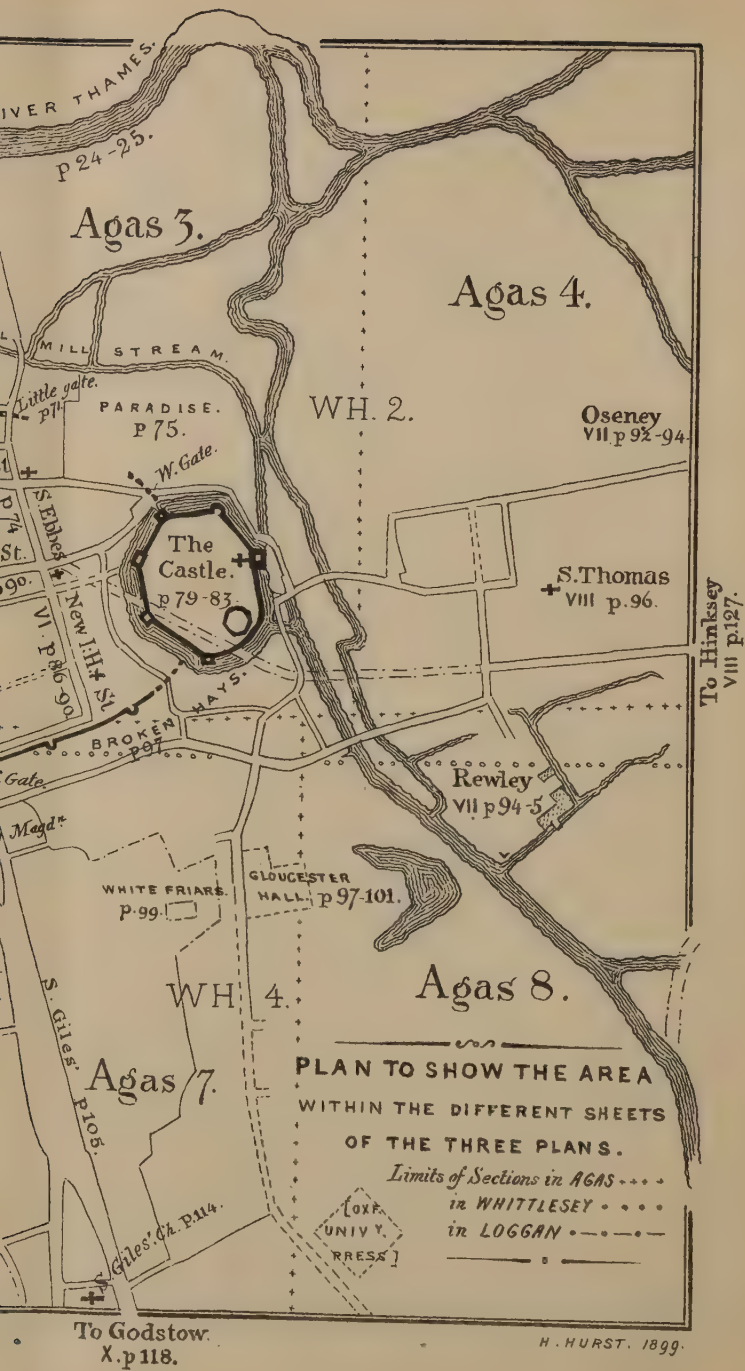 IVER THAMES.
p 24-25.
Agas 3.
Agas 4.
MILL STREAM.
Little gate.
p 71.
PARADISE.
p 75.
WH. 2.
Oseney
VII. p 92-94.
W. Gate.
S. Ebbes
p 74
St.
p 90.
The
Castle.
p 79-83.
S. Thomas
VIII p. 96.
To Hinksey
VIII p. 127.
New I.H. St.
VI. p 86-90.
BROKEN HAYS.
p 97
Gate.
Rewley
VII p 94-5.
Magdn
WHITE FRIARS.
p. 99.
GLOUCESTER
HALL. p 97-101.
WH. 4.
Agas 8.
S. Giles' p 105.
Agas 7.
PLAN TO SHOW THE AREA
WITHIN THE DIFFERENT SHEETS
OF THE THREE PLANS.
Limits of Sections in AGAS
in WHITTLESEY
in LOGGAN
[OXF.
UNIV Y.
PRESS]
S. Giles' Ch. p. 114.
To Godstow.
X. p 118.
H. HURST. 1899.